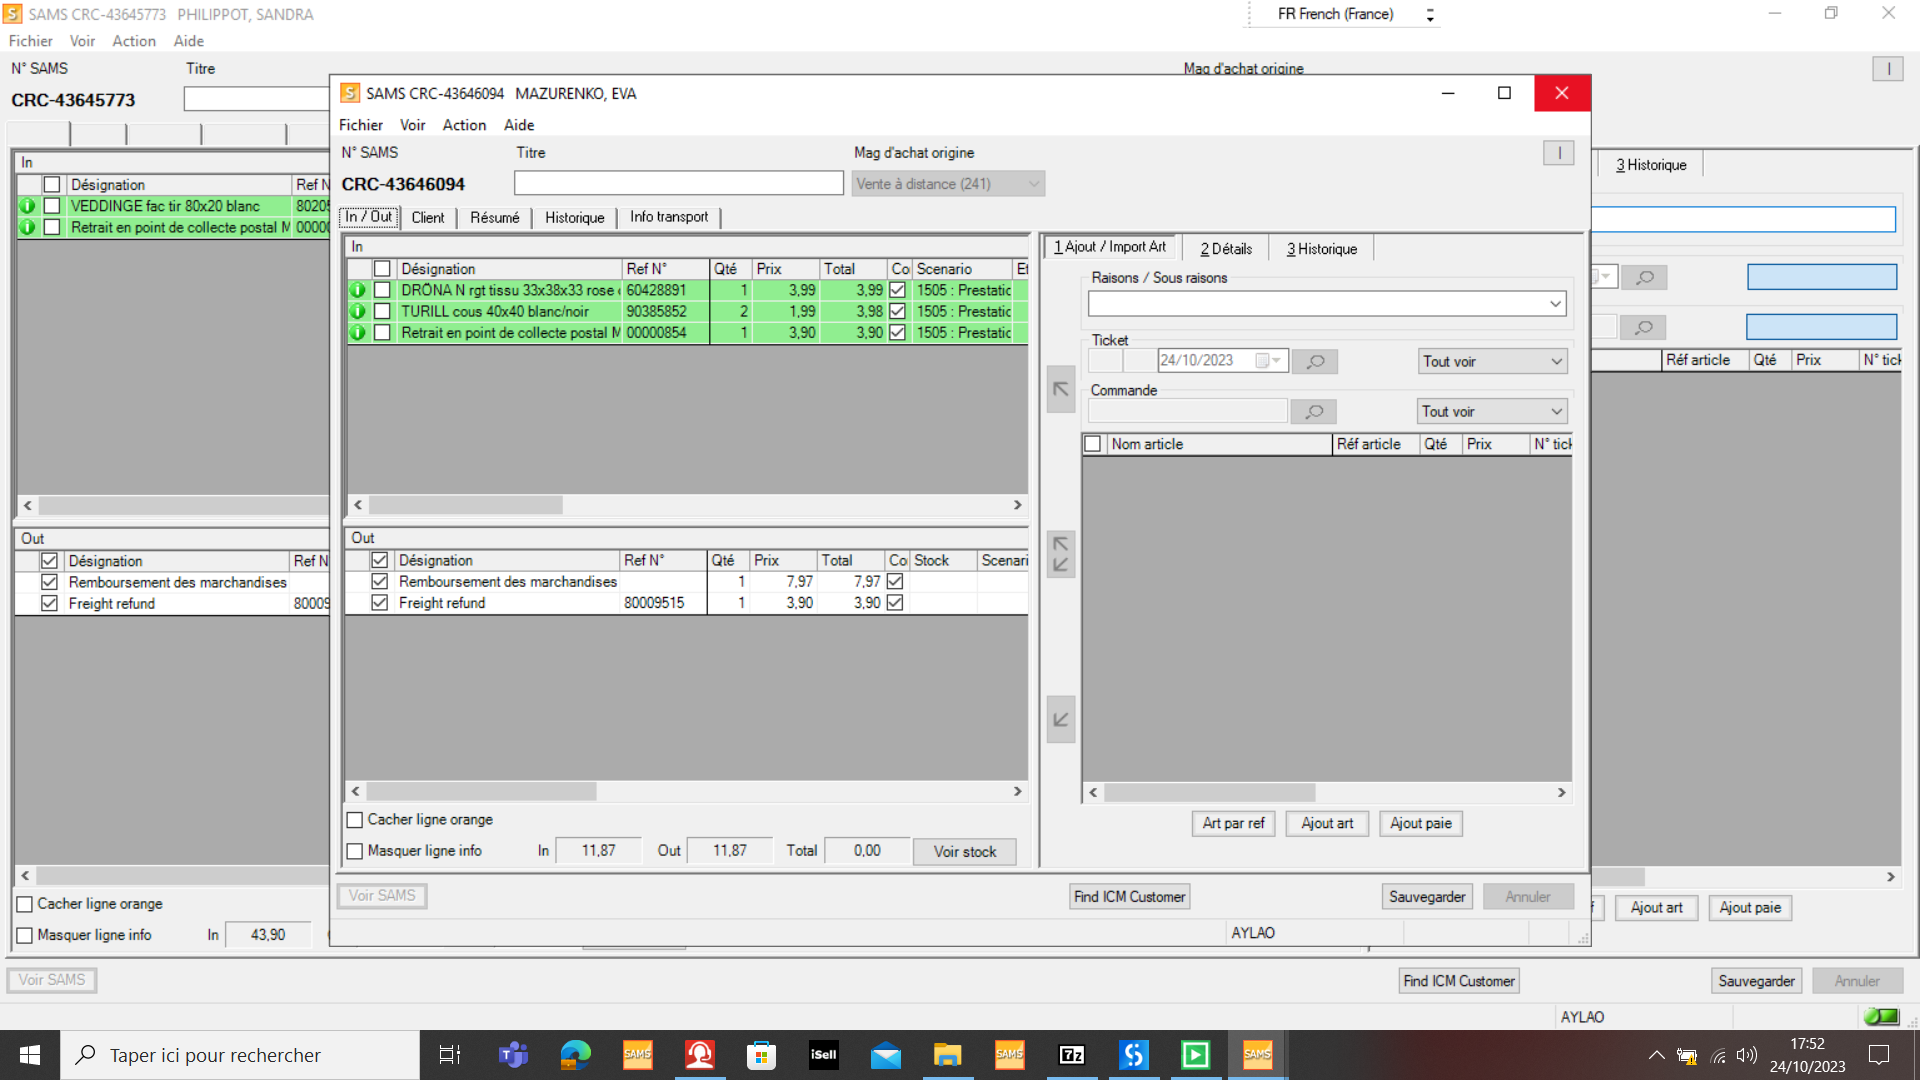 SAMS CRC-43645773 PHILIPPOT, SANDRA
FR French (France)
Fichier Voir Action Aide
N° SAMS Titre Mag d'achat origine
CRC-43645773
In
Désignation Ref N
VEDDINGE fac tir 80x20 blanc 80205
Retrait en point de collecte postal M 00000
Out
Désignation Ref N
Remboursement des marchandises
Freight refund 80009
Cacher ligne orange
Masquer ligne info In 43,90
Voir SAMS
3 Historique
Réf article Qté Prix N° tick
Ajout art Ajout paie
Find ICM Customer Sauvegarder Annuler
AYLAO
SAMS CRC-43646094 MAZURENKO, EVA
Fichier Voir Action Aide
N° SAMS Titre Mag d'achat origine
CRC-43646094 Vente à distance (241)
In / Out Client Résumé Historique Info transport
In
Désignation Ref N° Qté Prix Total Co Scenario Et
DRÖNA N rgt tissu 33x38x33 rose 60428891 1 3,99 3,99 1505 : Prestatic
TURILL cous 40x40 blanc/noir 90385852 2 1,99 3,98 1505 : Prestatic
Retrait en point de collecte postal M 00000854 1 3,90 3,90 1505 : Prestatic
Out
Désignation Ref N° Qté Prix Total Co Stock Scenari
Remboursement des marchandises 1 7,97 7,97
Freight refund 80009515 1 3,90 3,90
Cacher ligne orange
Masquer ligne info In 11,87 Out 11,87 Total 0,00 Voir stock
1 Ajout / Import Art 2 Détails 3 Historique
Raisons / Sous raisons
Ticket
24/10/2023 Tout voir
Commande
Tout voir
Nom article Réf article Qté Prix N° tick
Art par ref Ajout art Ajout paie
Voir SAMS Find ICM Customer Sauvegarder Annuler
AYLAO
Taper ici pour rechercher
SAMS
iSell
SAMS
7z
SAMS
17:52
24/10/2023